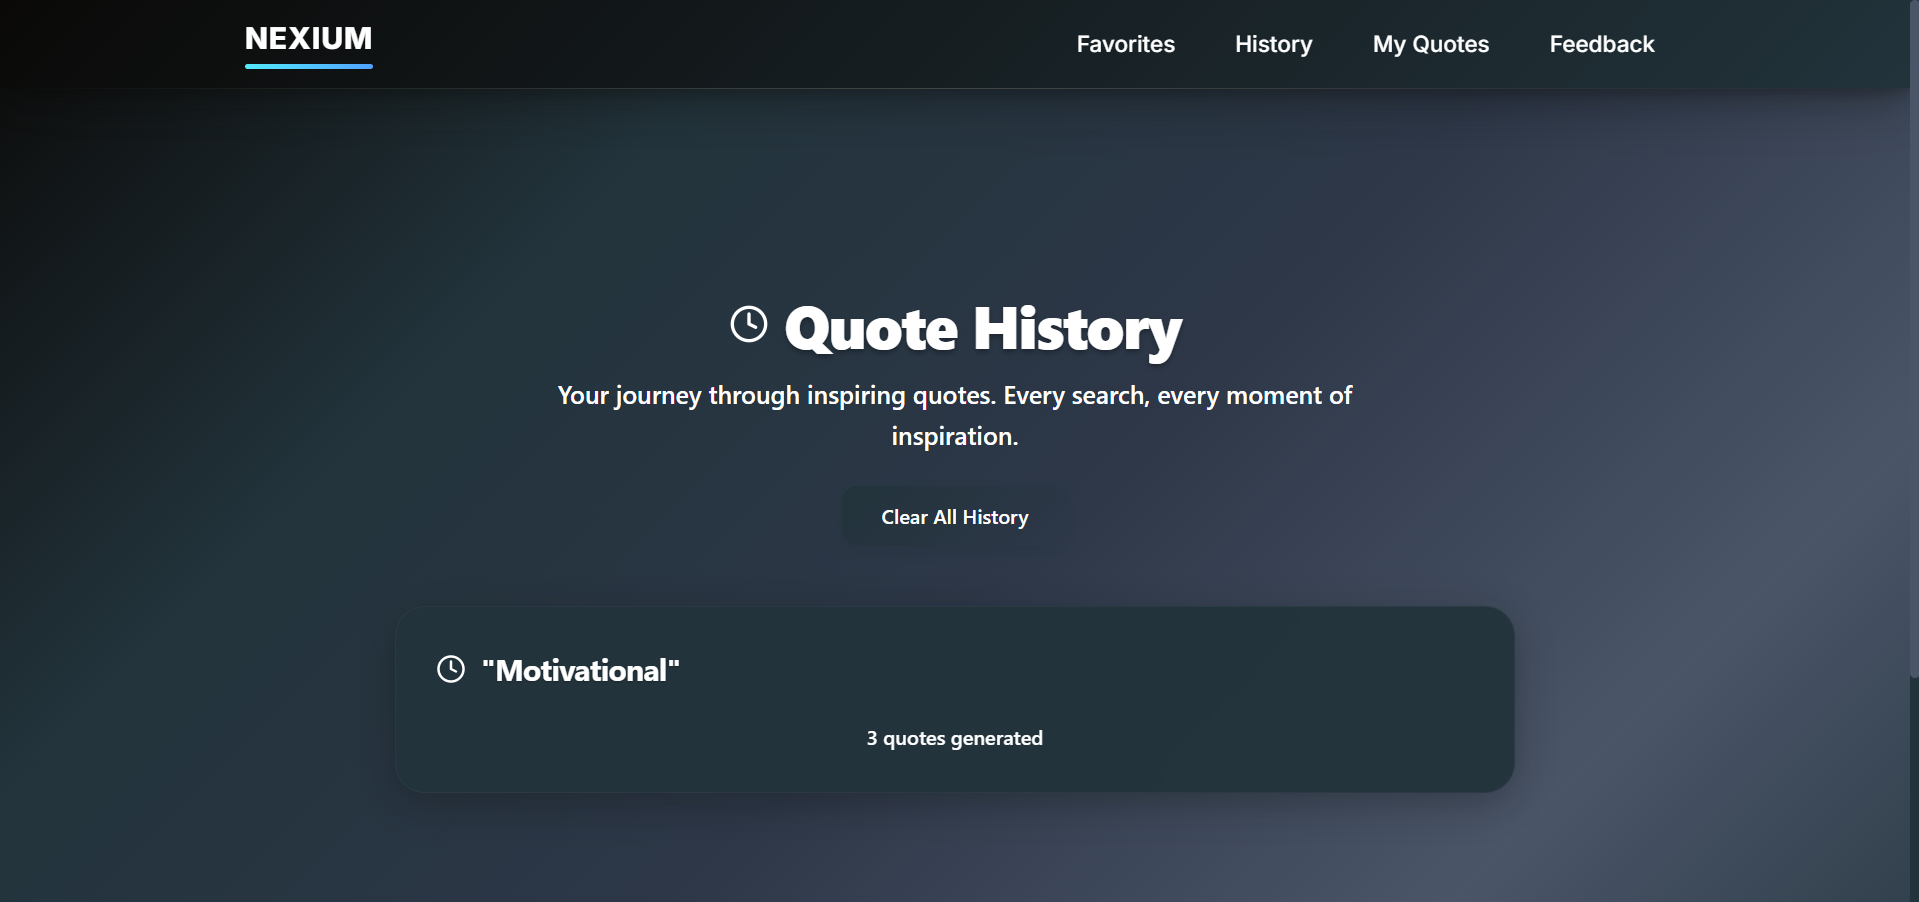 NEXIUM
Favorites
History
My Quotes
Feedback
Quote History
Your journey through inspiring quotes. Every search, every moment of
inspiration.
Clear All History
"Motivational"
3 quotes generated